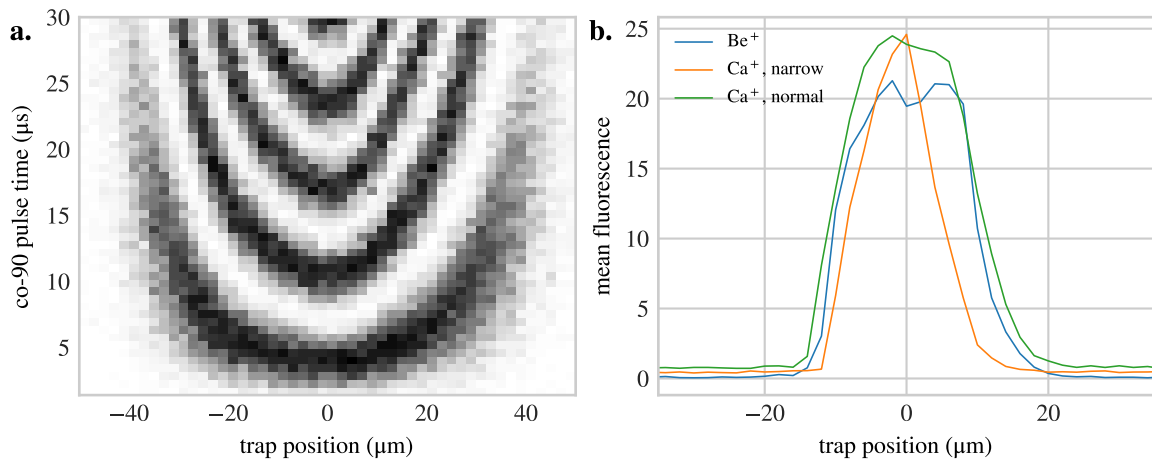 a.
co-90 pulse time (µs)
30
25
20
15
10
5
−40 −20 0 20 40
trap position (µm)
b.
mean fluorescence
25
20
15
10
5
0
Be⁺
Ca⁺, narrow
Ca⁺, normal
−20 0 20
trap position (µm)